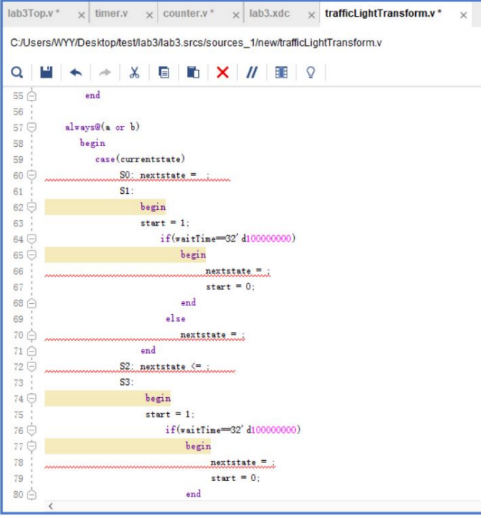 lab3Top.v * × timer.v × counter.v * × lab3.xdc × trafficLightTransform.v * ×
C:/Users/WYY/Desktop/test/lab3/lab3.srcs/sources_1/new/trafficLightTransform.v
55 end
56
57 always@(a or b)
58 begin
59 case(currentstate)
60 S0: nextstate = ;
61 S1:
62 begin
63 start = 1;
64 if(waitTime==32'd100000000)
65 begin
66 nextstate = ;
67 start = 0;
68 end
69 else
70 nextstate = ;
71 end
72 S2: nextstate <= ;
73 S3:
74 begin
75 start = 1;
76 if(waitTime==32'd100000000)
77 begin
78 nextstate = ;
79 start = 0;
80 end